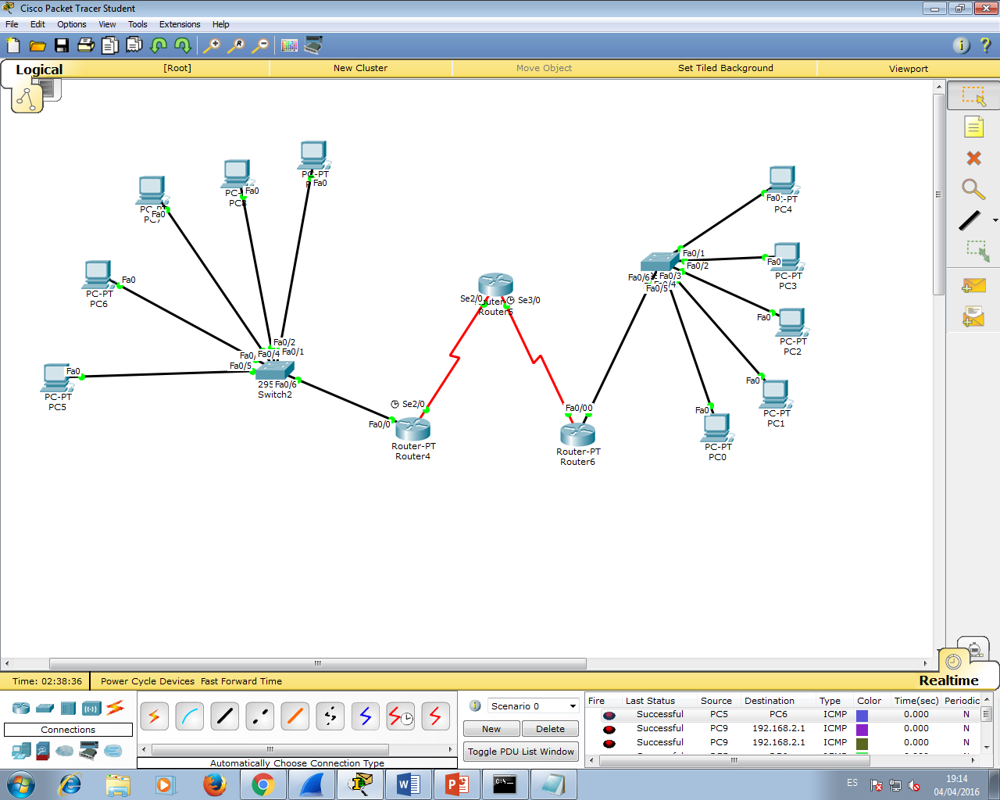 Cisco Packet Tracer Student
File Edit Options View Tools Extensions Help
Logical [Root] New Cluster Move Object Set Tiled Background Viewport
PC-PT
Fa0
PC-PT
Fa0
PC8
Fa0
PC7
Fa0
PC-PT
PC6
Fa0
PC-PT
PC5
Fa0/2
Fa0/1
Fa0/4
Fa0/5
Fa0/6
Switch2
Se2/0
Fa0/0
Router-PT
Router4
Se2/0
Se3/0
Router5
Fa0/00
Router-PT
Router6
Fa0/1
Fa0/2
Fa0/3
Fa0/4
Fa0/5
Fa0/6
Fa0
PC4
Fa0
PC-PT
PC3
Fa0
PC-PT
PC2
Fa0
PC-PT
PC1
Fa0
PC-PT
PC0
Time: 02:38:36 Power Cycle Devices Fast Forward Time
Realtime
Connections
Automatically Choose Connection Type
Scenario 0
New Delete
Toggle PDU List Window
Fire Last Status Source Destination Type Color Time(sec) Periodic
Successful PC5 PC6 ICMP 0.000 N
Successful PC9 192.168.2.1 ICMP 0.000 N
Successful PC9 192.168.2.1 ICMP 0.000 N
ES
19:14
04/04/2016